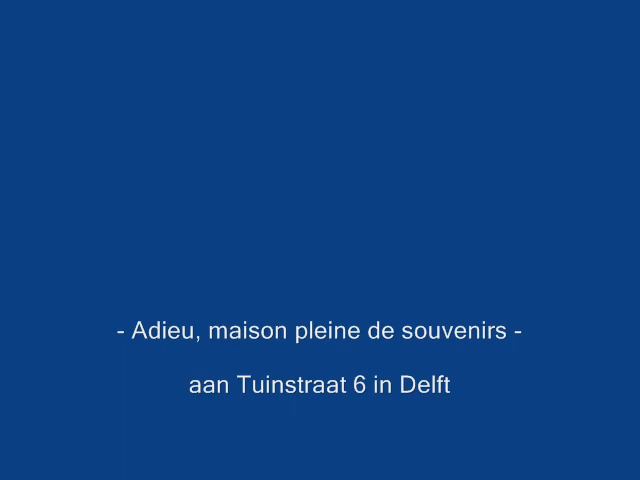 - Adieu, maison pleine de souvenirs -
aan Tuinstraat 6 in Delft